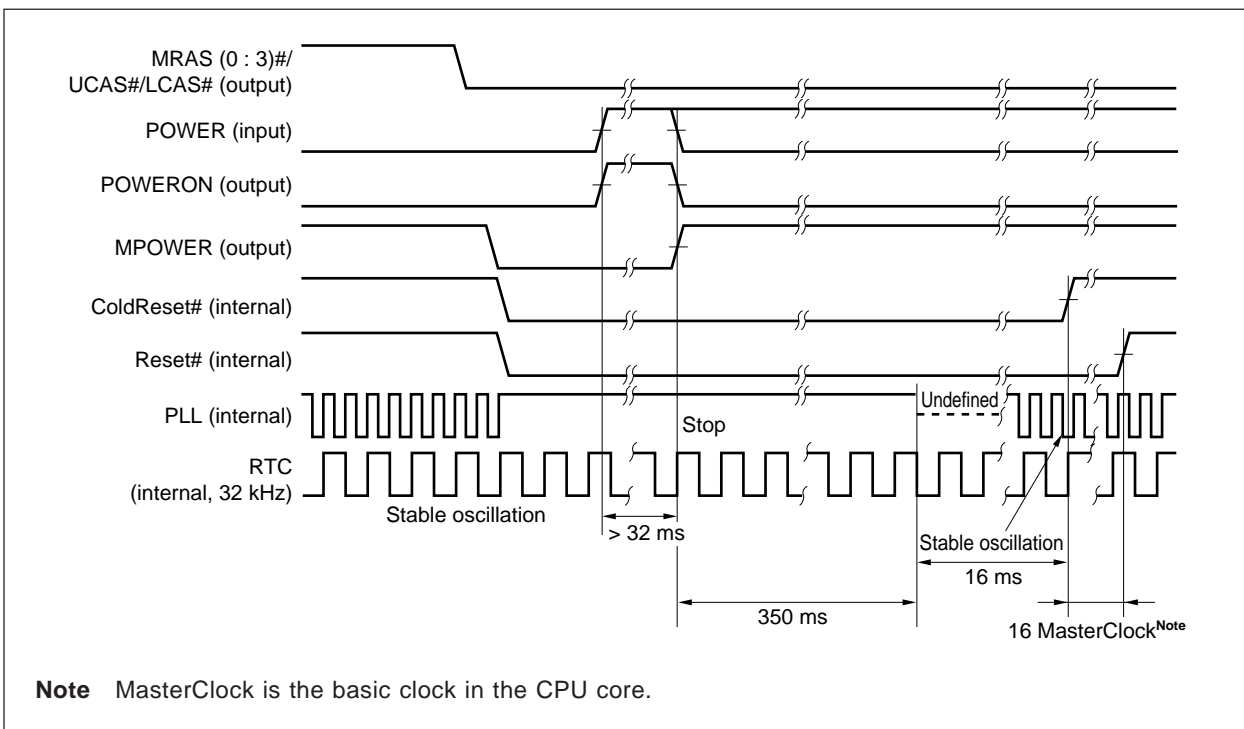 MRAS (0 : 3)#/
UCAS#/LCAS# (output)
POWER (input)
POWERON (output)
MPOWER (output)
ColdReset# (internal)
Reset# (internal)
PLL (internal)
Undefined
Stop
RTC
(internal, 32 kHz)
Stable oscillation
> 32 ms
Stable oscillation
16 ms
350 ms
16 MasterClock Note
Note MasterClock is the basic clock in the CPU core.